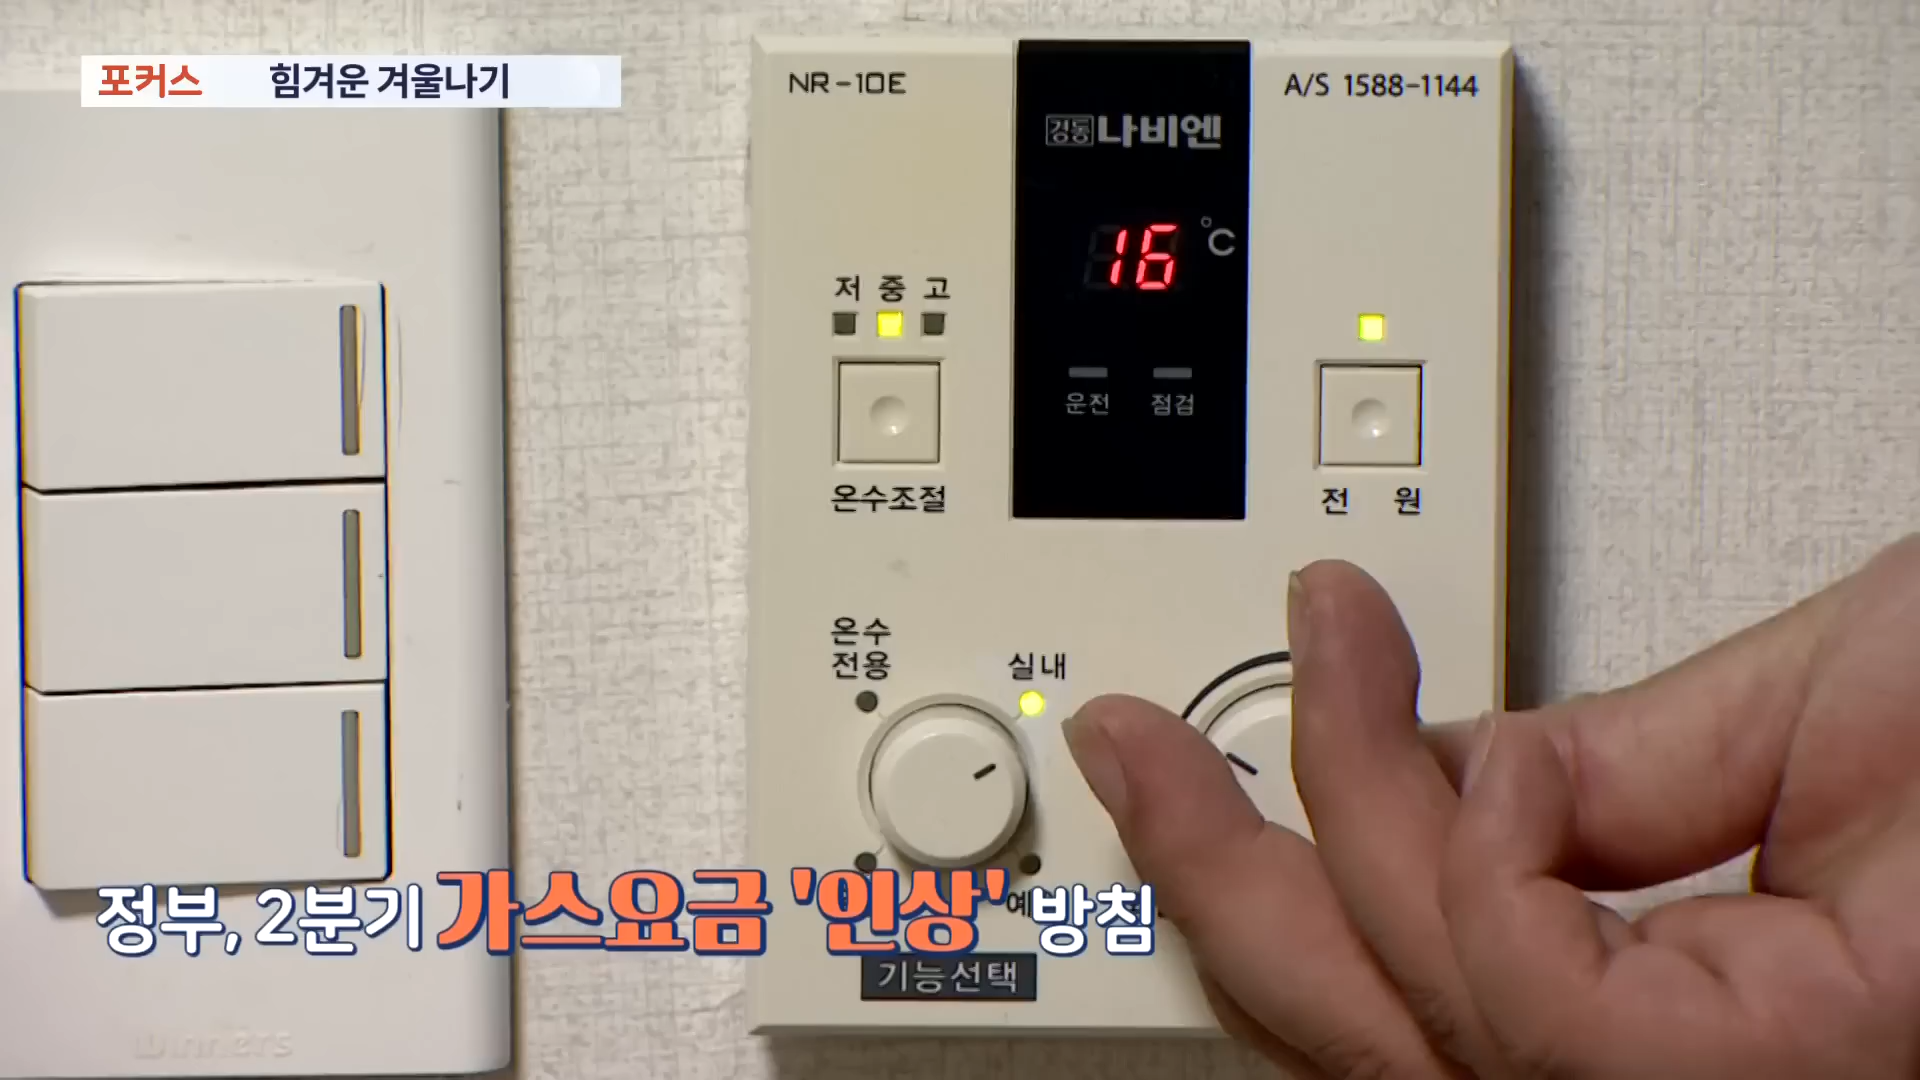 포커스 힘겨운 겨울나기
NR-10E
A/S 1588-1144
경동 나비엔
16 °C
저 중 고
운전 점검
온수조절
전 원
온수
전용
실내
예
정부, 2분기 가스요금 '인상' 방침
기능선택
winners